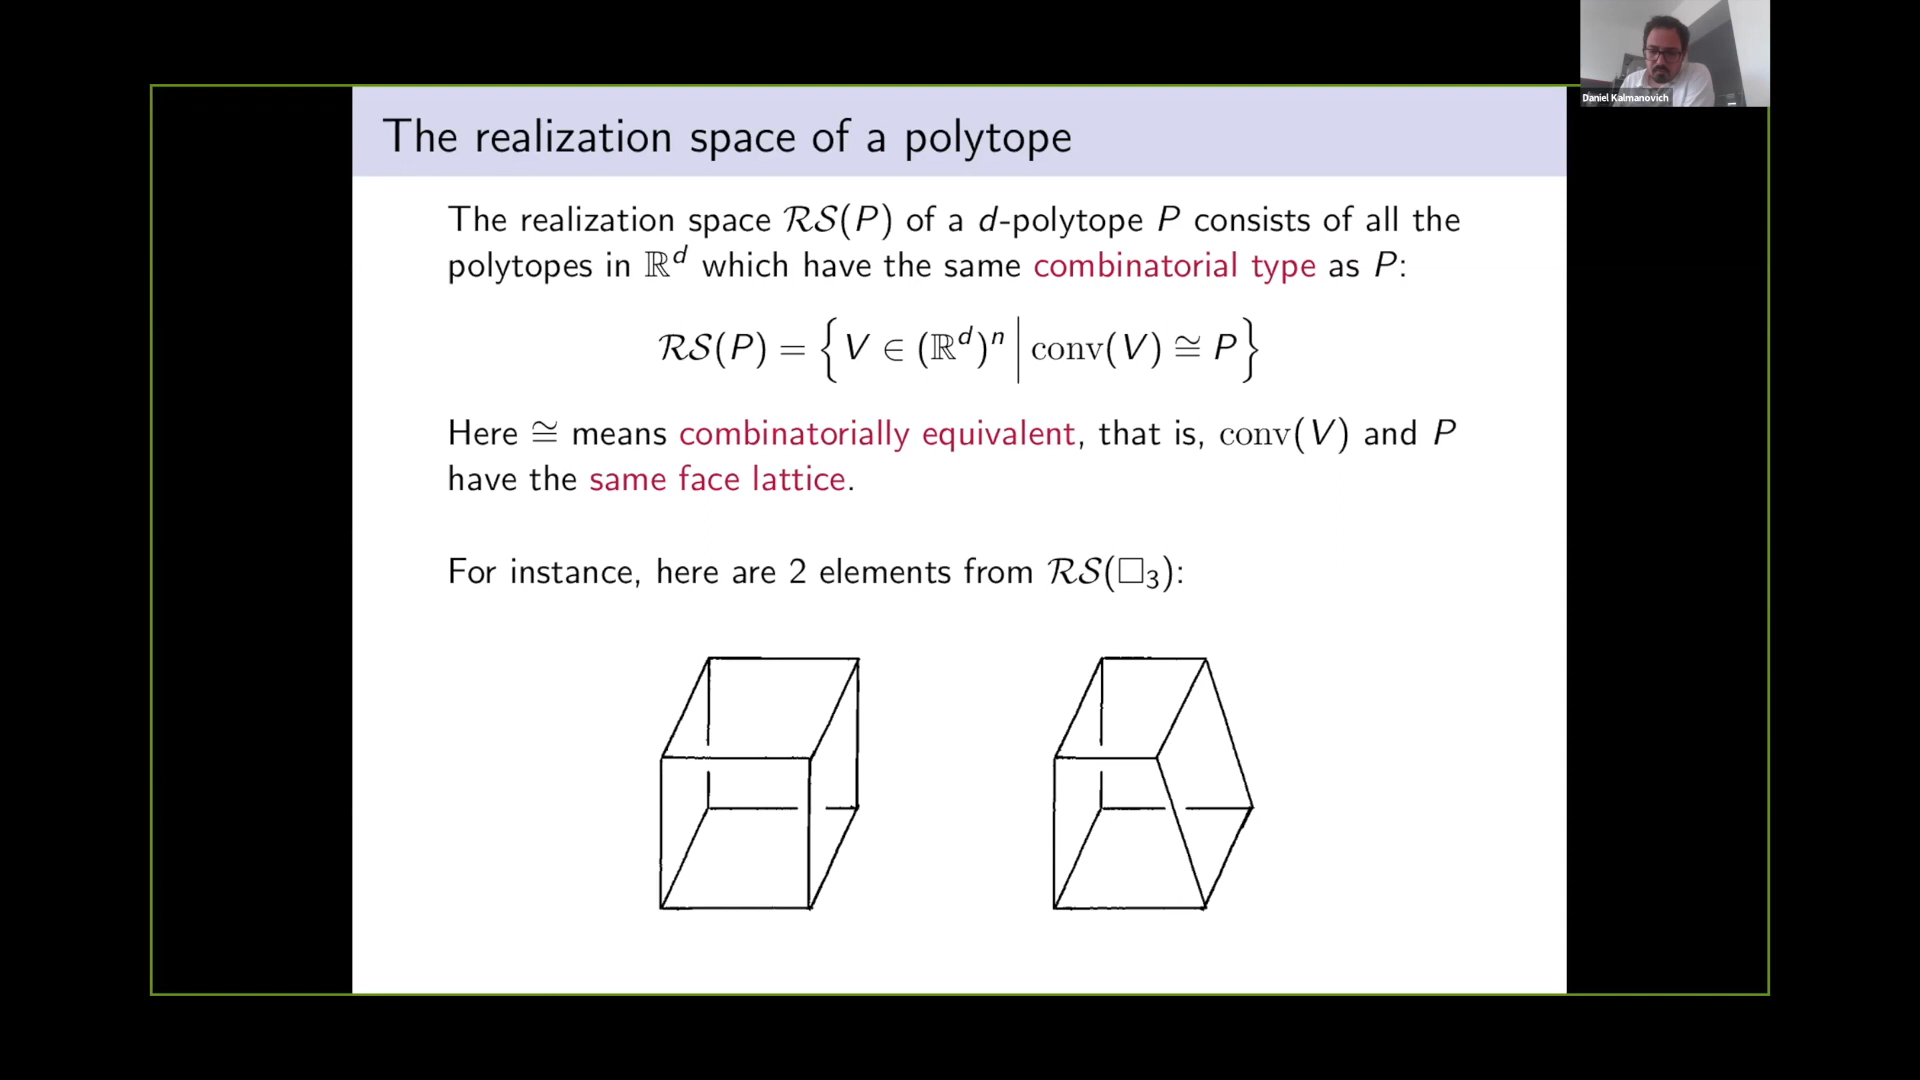 Daniel Kalmanovich
The realization space of a polytope
The realization space ℛ𝒮(P) of a d-polytope P consists of all the
polytopes in ℝ^d which have the same combinatorial type as P:
ℛ𝒮(P) = { V ∈ (ℝ^d)^n | conv(V) ≅ P }
Here ≅ means combinatorially equivalent, that is, conv(V) and P
have the same face lattice.
For instance, here are 2 elements from ℛ𝒮(□₃):